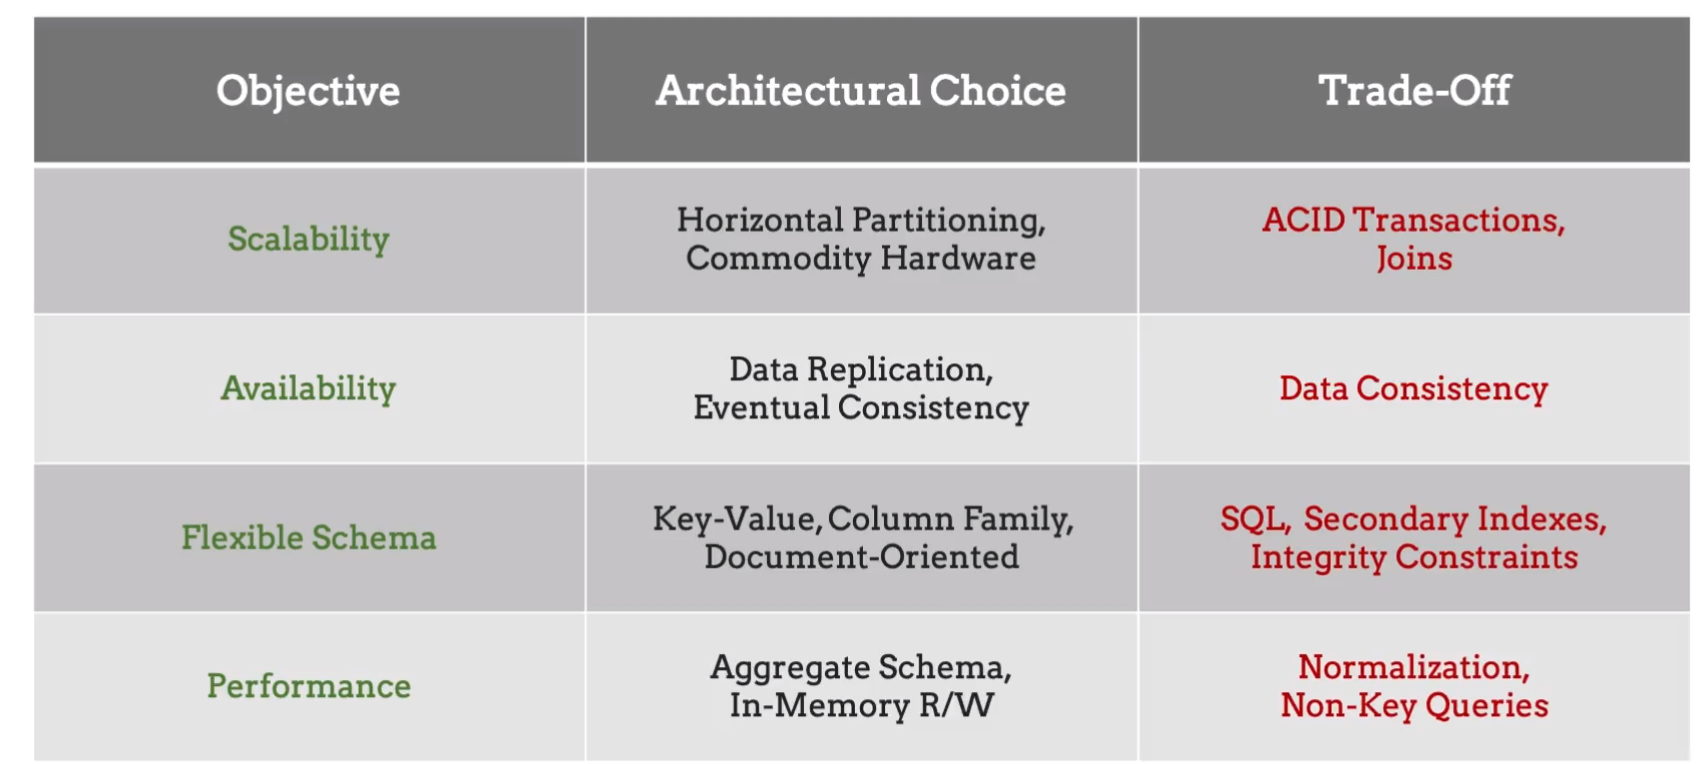 Objective
Architectural Choice
Trade-Off
Scalability
Horizontal Partitioning,
Commodity Hardware
ACID Transactions,
Joins
Availability
Data Replication,
Eventual Consistency
Data Consistency
Flexible Schema
Key-Value, Column Family,
Document-Oriented
SQL, Secondary Indexes,
Integrity Constraints
Performance
Aggregate Schema,
In-Memory R/W
Normalization,
Non-Key Queries